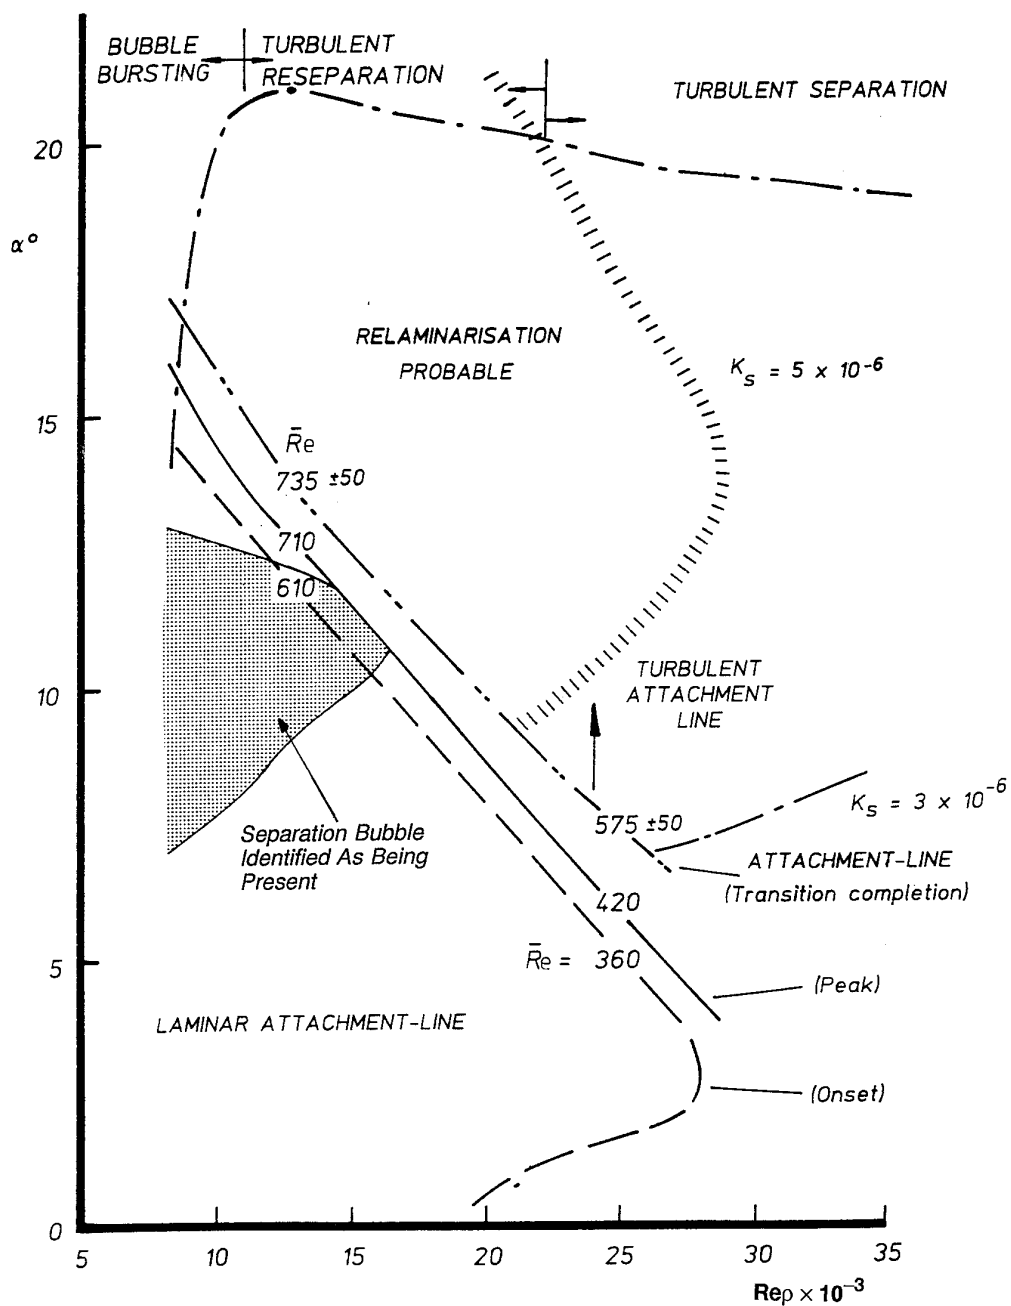 BUBBLE
BURSTING
TURBULENT
RESEPARATION
TURBULENT SEPARATION
20
α°
RELAMINARISATION
PROBABLE
Ks = 5 x 10⁻⁶
15
R̄e
735 ±50
710
610
TURBULENT
ATTACHMENT
LINE
10
Ks = 3 x 10⁻⁶
575 ±50
Separation Bubble
Identified As Being
Present
ATTACHMENT-LINE
(Transition completion)
420
R̄e = 360
5
(Peak)
LAMINAR ATTACHMENT-LINE
(Onset)
0
5 10 15 20 25 30 35
Reρ × 10⁻³